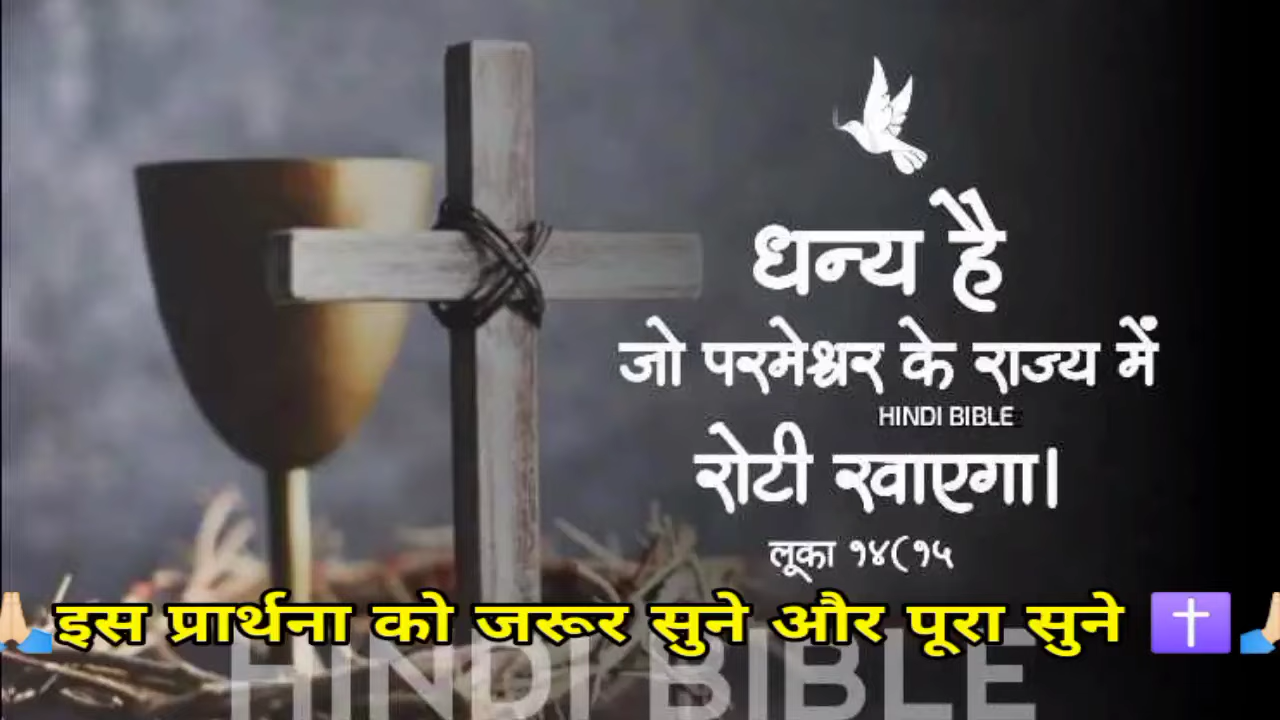 धन्य है
जो परमेश्वर के राज्य में
HINDI BIBLE
रोटी खाएगा।
लूका १४(१५
इस प्रार्थना को जरूर सुने और पूरा सुने
HINDI BIBLE